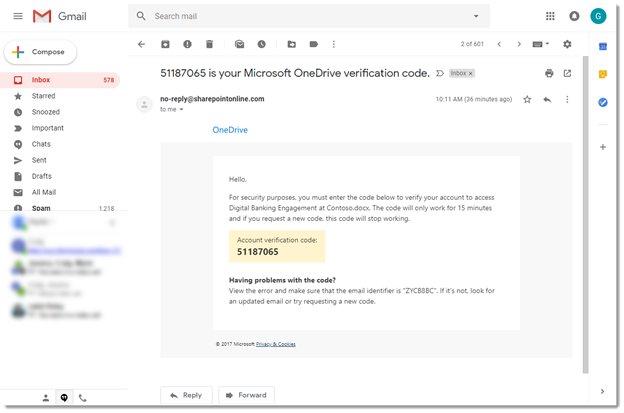 Gmail
Search mail
G
Compose
2 of 601
Inbox 578
51187065 is your Microsoft OneDrive verification code.
Inbox x
Starred
Snoozed
no-reply@sharepointonline.com
10:11 AM (36 minutes ago)
to me
Important
Chats
OneDrive
Sent
Drafts
Hello,
All Mail
For security purposes, you must enter the code below to verify your account to access
Digital Banking Engagement at Contoso.docx. The code will only work for 15 minutes
and if you request a new code, this code will stop working.
Spam 1,218
Account verification code:
51187065
Having problems with the code?
View the error and make sure that the email identifier is "ZYCB8BC". If it's not, look for
an updated email or try requesting a new code.
© 2017 Microsoft Privacy & Cookies
Reply
Forward